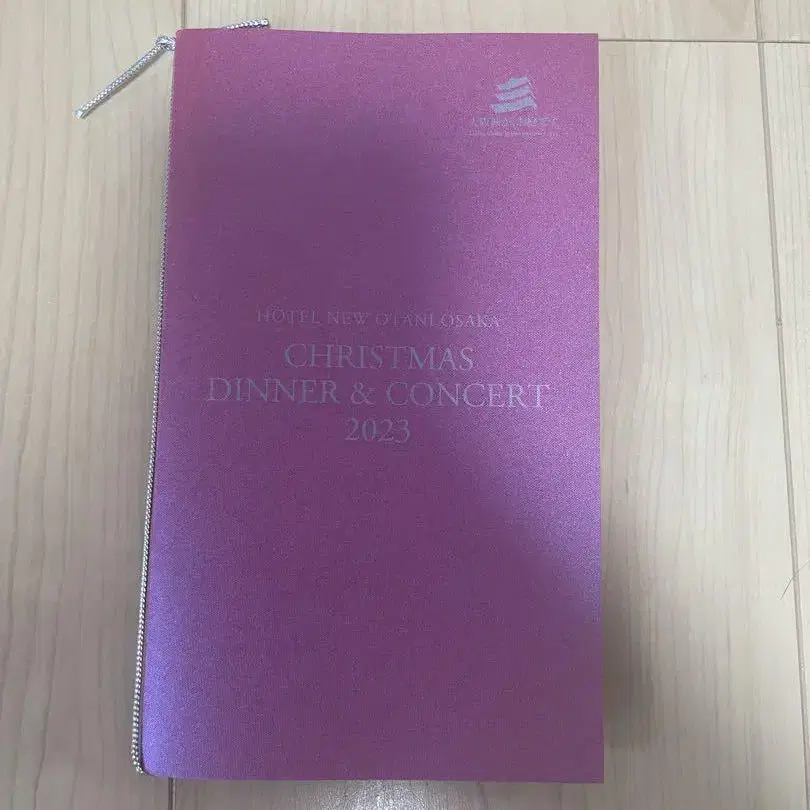 HOTEL NEW OTANI OSAKA
CHRISTMAS
DINNER & CONCERT
2023